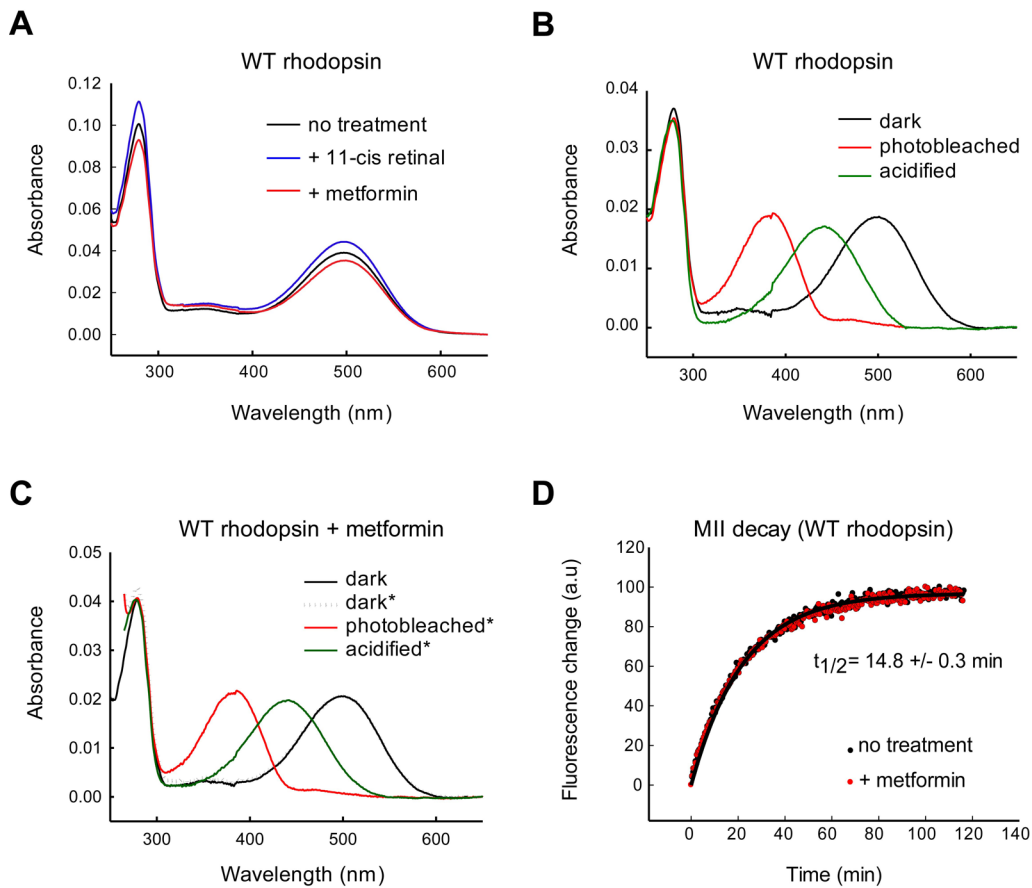 A
WT rhodopsin
0.12
0.10
0.08
0.06
0.04
0.02
0.00
Absorbance
no treatment
+ 11-cis retinal
+ metformin
300
400
500
600
Wavelength (nm)
B
WT rhodopsin
0.04
0.03
0.02
0.01
0.00
Absorbance
dark
photobleached
acidified
300
400
500
600
Wavelength (nm)
C
WT rhodopsin + metformin
0.05
0.04
0.03
0.02
0.01
0.00
Absorbance
dark
dark*
photobleached*
acidified*
300
400
500
600
Wavelength (nm)
D
MII decay (WT rhodopsin)
120
100
80
60
40
20
0
Fluorescence change (a.u)
t1/2= 14.8 +/- 0.3 min
no treatment
+ metformin
0
20
40
60
80
100
120
140
Time (min)